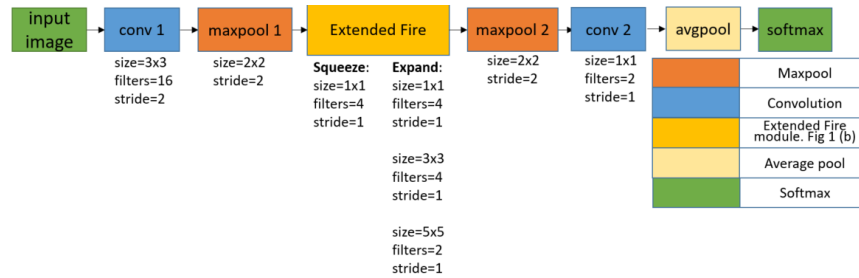 input
image
conv 1
maxpool 1
Extended Fire
maxpool 2
conv 2
avgpool
softmax
size=3x3
filters=16
stride=2
size=2x2
stride=2
Squeeze:
size=1x1
filters=4
stride=1
Expand:
size=1x1
filters=4
stride=1
size=3x3
filters=4
stride=1
size=5x5
filters=2
stride=1
size=2x2
stride=2
size=1x1
filters=2
stride=1
Maxpool
Convolution
Extended Fire
module. Fig 1 (b)
Average pool
Softmax